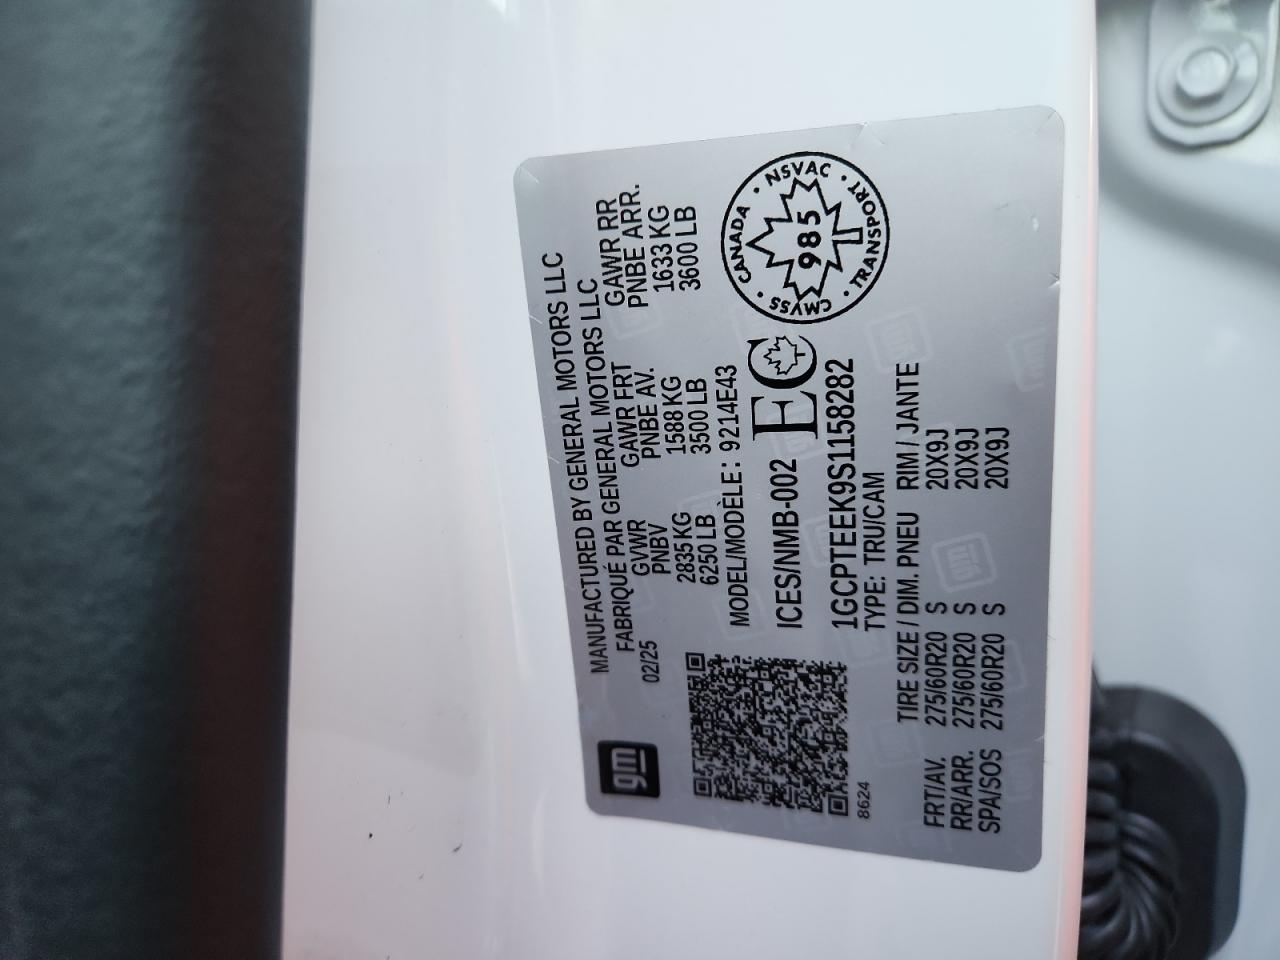 gm
MANUFACTURED BY GENERAL MOTORS LLC
FABRIQUÉ PAR GENERAL MOTORS LLC
02/25 GVWR GAWR FRT GAWR RR
PNBV PNBE AV. PNBE ARR.
2835 KG 1588 KG 1633 KG
6250 LB 3500 LB 3600 LB
MODEL/MODÈLE: 9214E43
ICES/NMB-002 EC
CANADA · NSVAC · TRANSPORT · CMVSS ·
985
1GCPTEEK9S1158282
TYPE: TRU/CAM
8624
TIRE SIZE / DIM. PNEU RIM / JANTE
FRT/AV. 275/60R20 S 20X9J
RR/ARR. 275/60R20 S 20X9J
SPA/SOS 275/60R20 S 20X9J